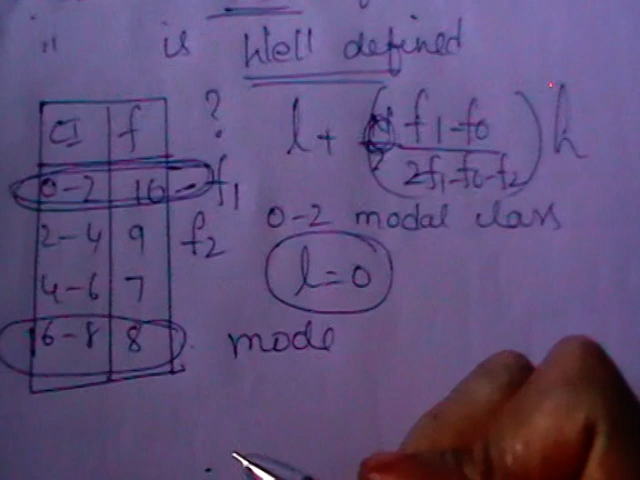 is Well defined
CI f ?
l + ( f1-f0 / 2f1-f0-f2 ) h
0-2 10 - f1
0-2 modal class
2-4 9 f2
l=0
4-6 7
6-8 8 mode